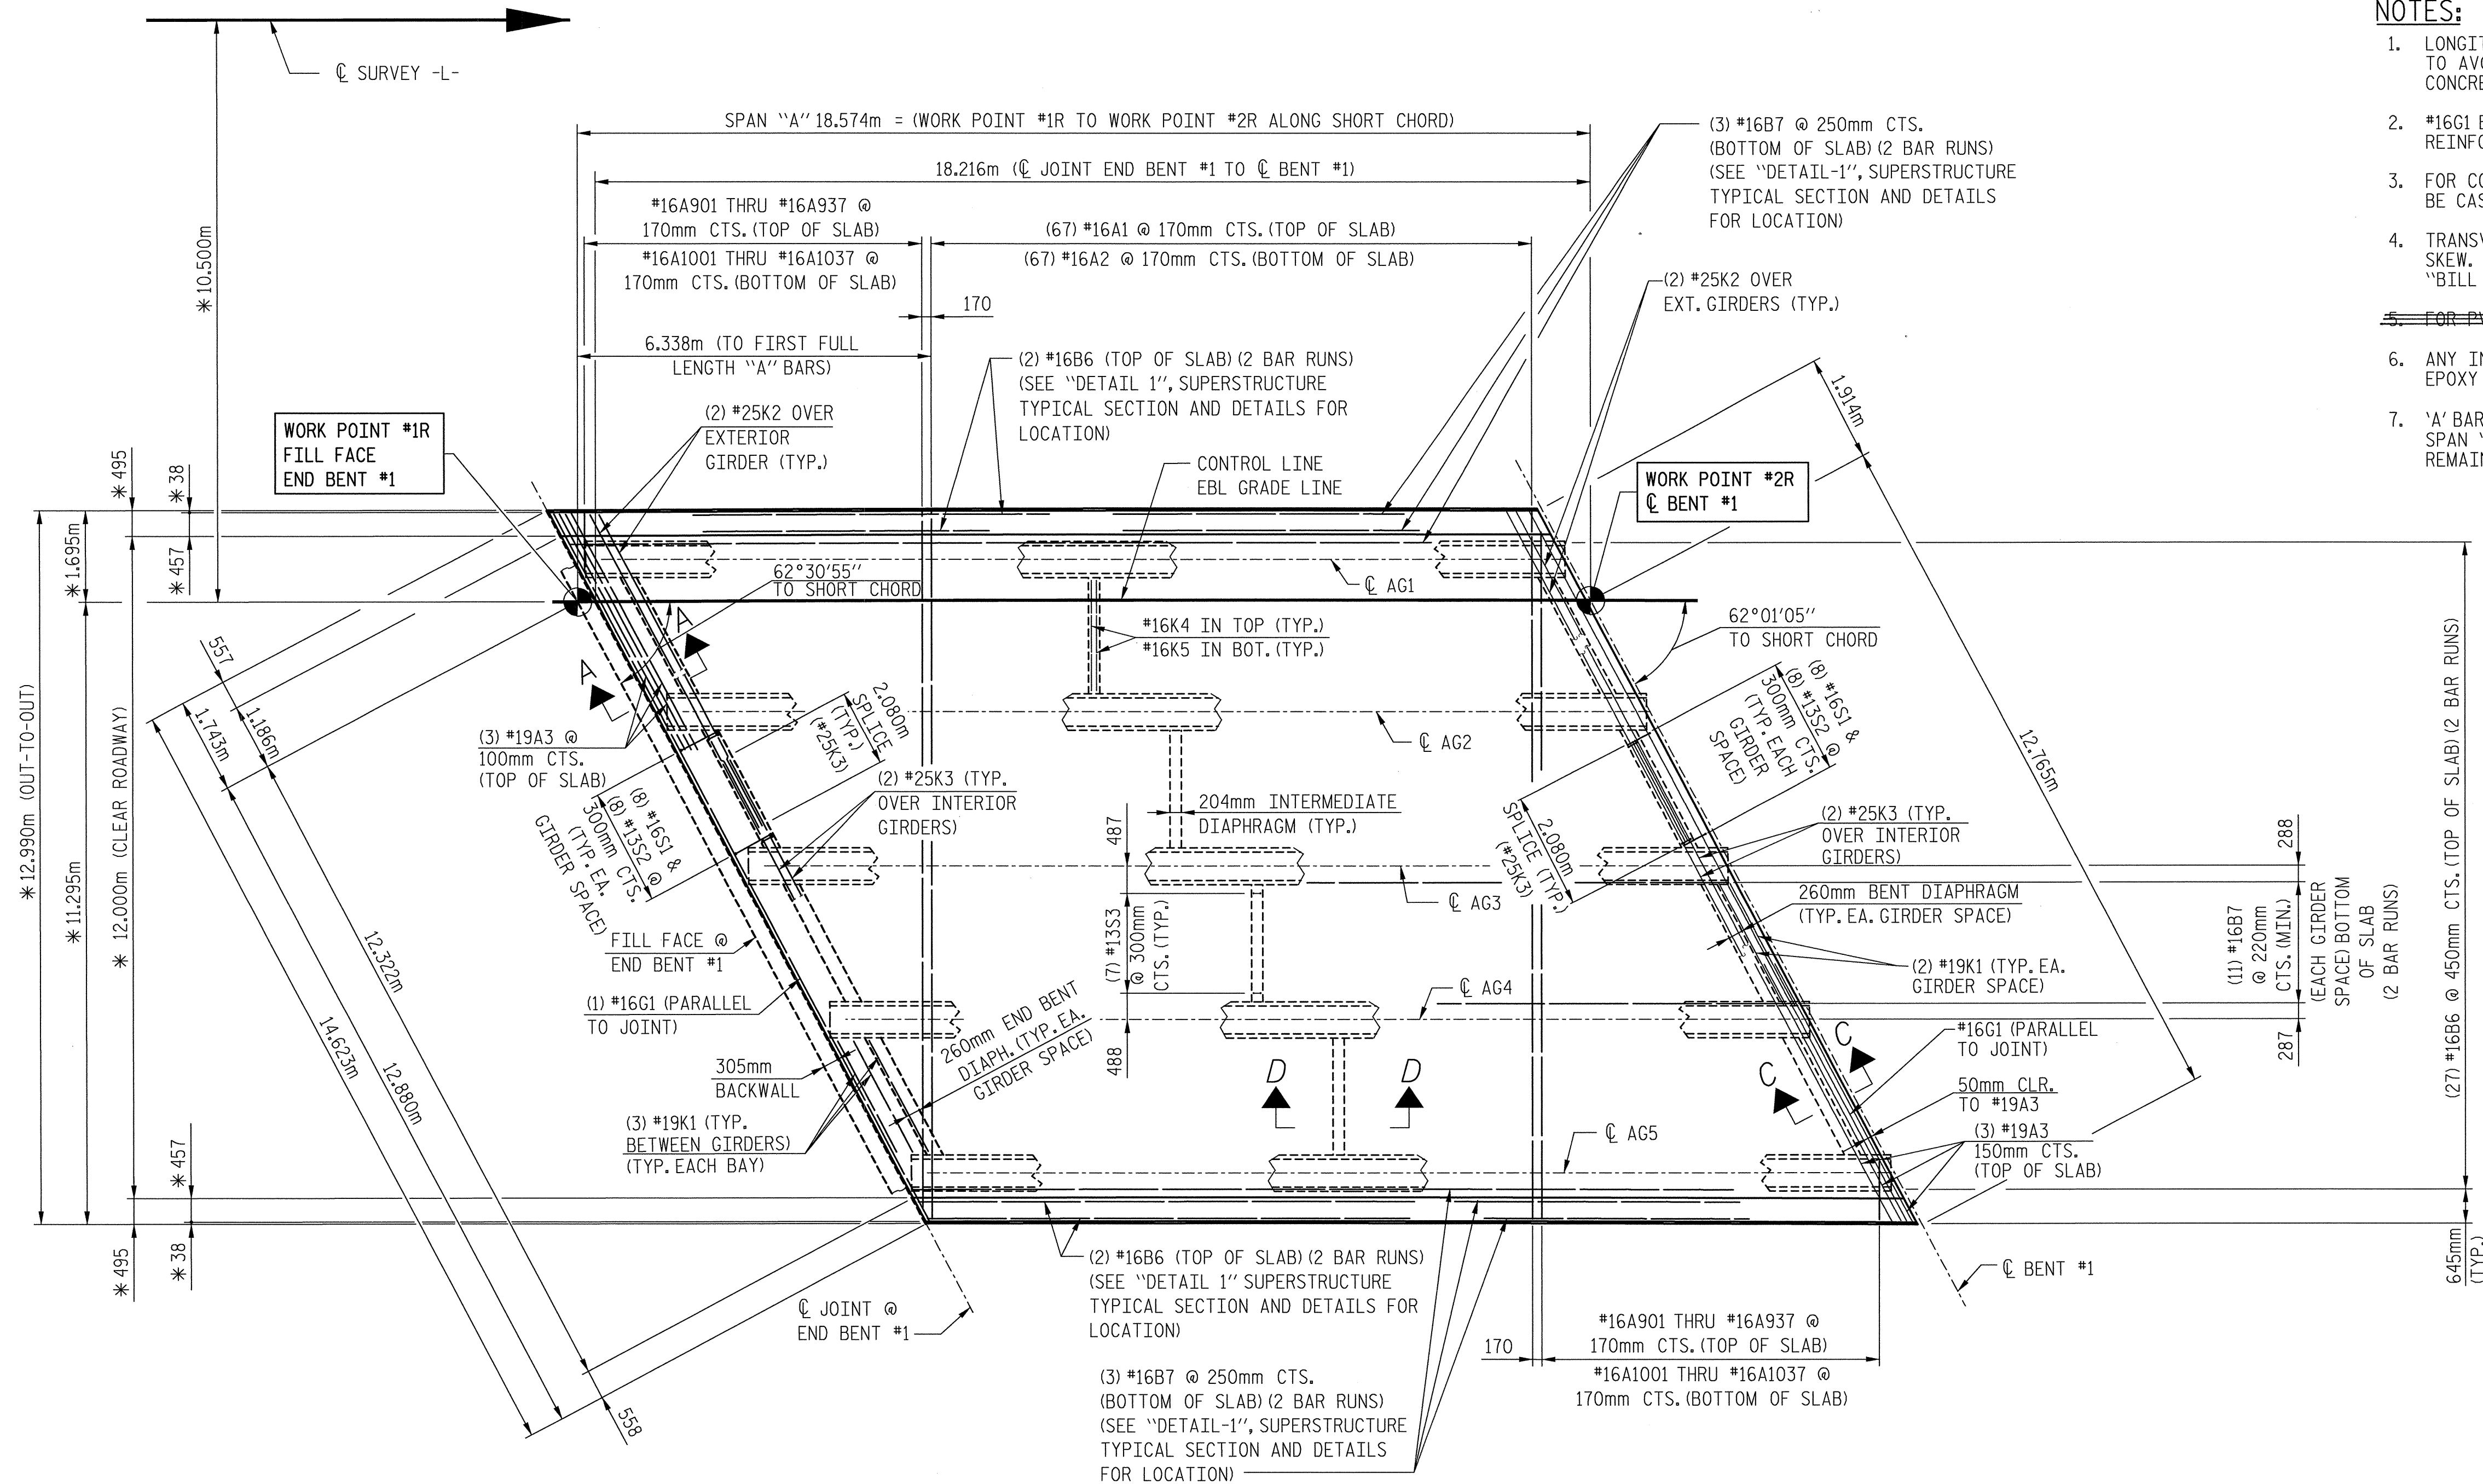 ℄ SURVEY -L-
✳10.500m
SPAN ``A´´ 18.574m = (WORK POINT #1R TO WORK POINT #2R ALONG SHORT CHORD)
18.216m (℄ JOINT END BENT #1 TO ℄ BENT #1)
#16A901 THRU #16A937 @
170mm CTS. (TOP OF SLAB)
#16A1001 THRU #16A1037 @
170mm CTS. (BOTTOM OF SLAB)
(67) #16A1 @ 170mm CTS. (TOP OF SLAB)
(67) #16A2 @ 170mm CTS. (BOTTOM OF SLAB)
170
6.338m (TO FIRST FULL
LENGTH ``A´´ BARS)
(3) #16B7 @ 250mm CTS.
(BOTTOM OF SLAB) (2 BAR RUNS)
(SEE ``DETAIL-1´´, SUPERSTRUCTURE
TYPICAL SECTION AND DETAILS
FOR LOCATION)
(2) #25K2 OVER
EXT. GIRDERS (TYP.)
(2) #16B6 (TOP OF SLAB) (2 BAR RUNS)
(SEE ``DETAIL 1´´, SUPERSTRUCTURE
TYPICAL SECTION AND DETAILS FOR
LOCATION)
(2) #25K2 OVER
EXTERIOR
GIRDER (TYP.)
CONTROL LINE
EBL GRADE LINE
WORK POINT #1R
FILL FACE
END BENT #1
WORK POINT #2R
℄ BENT #1
NOTES:
1. LONGIT
TO AVO
CONCRE
2. #16G1 B
REINFO
3. FOR CO
BE CAS
4. TRANSV
SKEW.
``BILL
5. FOR PV
6. ANY IN
EPOXY
7. `A´ BAR
SPAN `
REMAIN
✳495
✳38
✳457
✳1.695m
✳11.295m
✳12.990m (OUT-TO-OUT)
✳ 12.000m (CLEAR ROADWAY)
✳457
✳495
✳38
62°30´55´´
TO SHORT CHORD
℄ AG1
#16K4 IN TOP (TYP.)
#16K5 IN BOT. (TYP.)
62°01´05´´
TO SHORT CHORD
1.914m
12.765m
A
A
557
1.186m
1.743m
12.322m
12.880m
14.623m
558
(3) #19A3 @
100mm CTS.
(TOP OF SLAB)
2.080m
SPLICE
(TYP.)
(#25K3)
℄ AG2
(8) #16S1 &
(8) #13S2 @
300mm CTS.
(TYP. EA.
GIRDER SPACE)
(2) #25K3 (TYP.
OVER INTERIOR
GIRDERS)
204mm INTERMEDIATE
DIAPHRAGM (TYP.)
(8) #16S1 &
(8) #13S2 @
300mm CTS.
(TYP. EACH
GIRDER
SPACE)
2.080m
SPLICE (TYP.)
(#25K3)
(2) #25K3 (TYP.
OVER INTERIOR
GIRDERS)
487
℄ AG3
(7) #13S3
@ 300mm
CTS. (TYP.)
488
260mm BENT DIAPHRAGM
(TYP. EA. GIRDER SPACE)
(2) #19K1 (TYP. EA.
GIRDER SPACE)
FILL FACE @
END BENT #1
(1) #16G1 (PARALLEL
TO JOINT)
℄ AG4
#16G1 (PARALLEL
TO JOINT)
305mm
BACKWALL
260mm END BENT
DIAPH. (TYP. EA.
GIRDER SPACE)
(3) #19K1 (TYP.
BETWEEN GIRDERS)
(TYP. EACH BAY)
D
D
C
C
50mm CLR.
TO #19A3
(3) #19A3
150mm CTS.
(TOP OF SLAB)
℄ AG5
288
(11) #16B7
@ 220mm
CTS. (MIN.)
(EACH GIRDER
SPACE) BOTTOM
OF SLAB
(2 BAR RUNS)
287
(27) #16B6 @ 450mm CTS. (TOP OF SLAB) (2 BAR RUNS)
645mm
(TYP.)
℄ BENT #1
℄ JOINT @
END BENT #1
(2) #16B6 (TOP OF SLAB) (2 BAR RUNS)
(SEE ``DETAIL 1´´ SUPERSTRUCTURE
TYPICAL SECTION AND DETAILS FOR
LOCATION)
(3) #16B7 @ 250mm CTS.
(BOTTOM OF SLAB) (2 BAR RUNS)
(SEE ``DETAIL-1´´, SUPERSTRUCTURE
TYPICAL SECTION AND DETAILS
FOR LOCATION)
170
#16A901 THRU #16A937 @
170mm CTS. (TOP OF SLAB)
#16A1001 THRU #16A1037 @
170mm CTS. (BOTTOM OF SLAB)